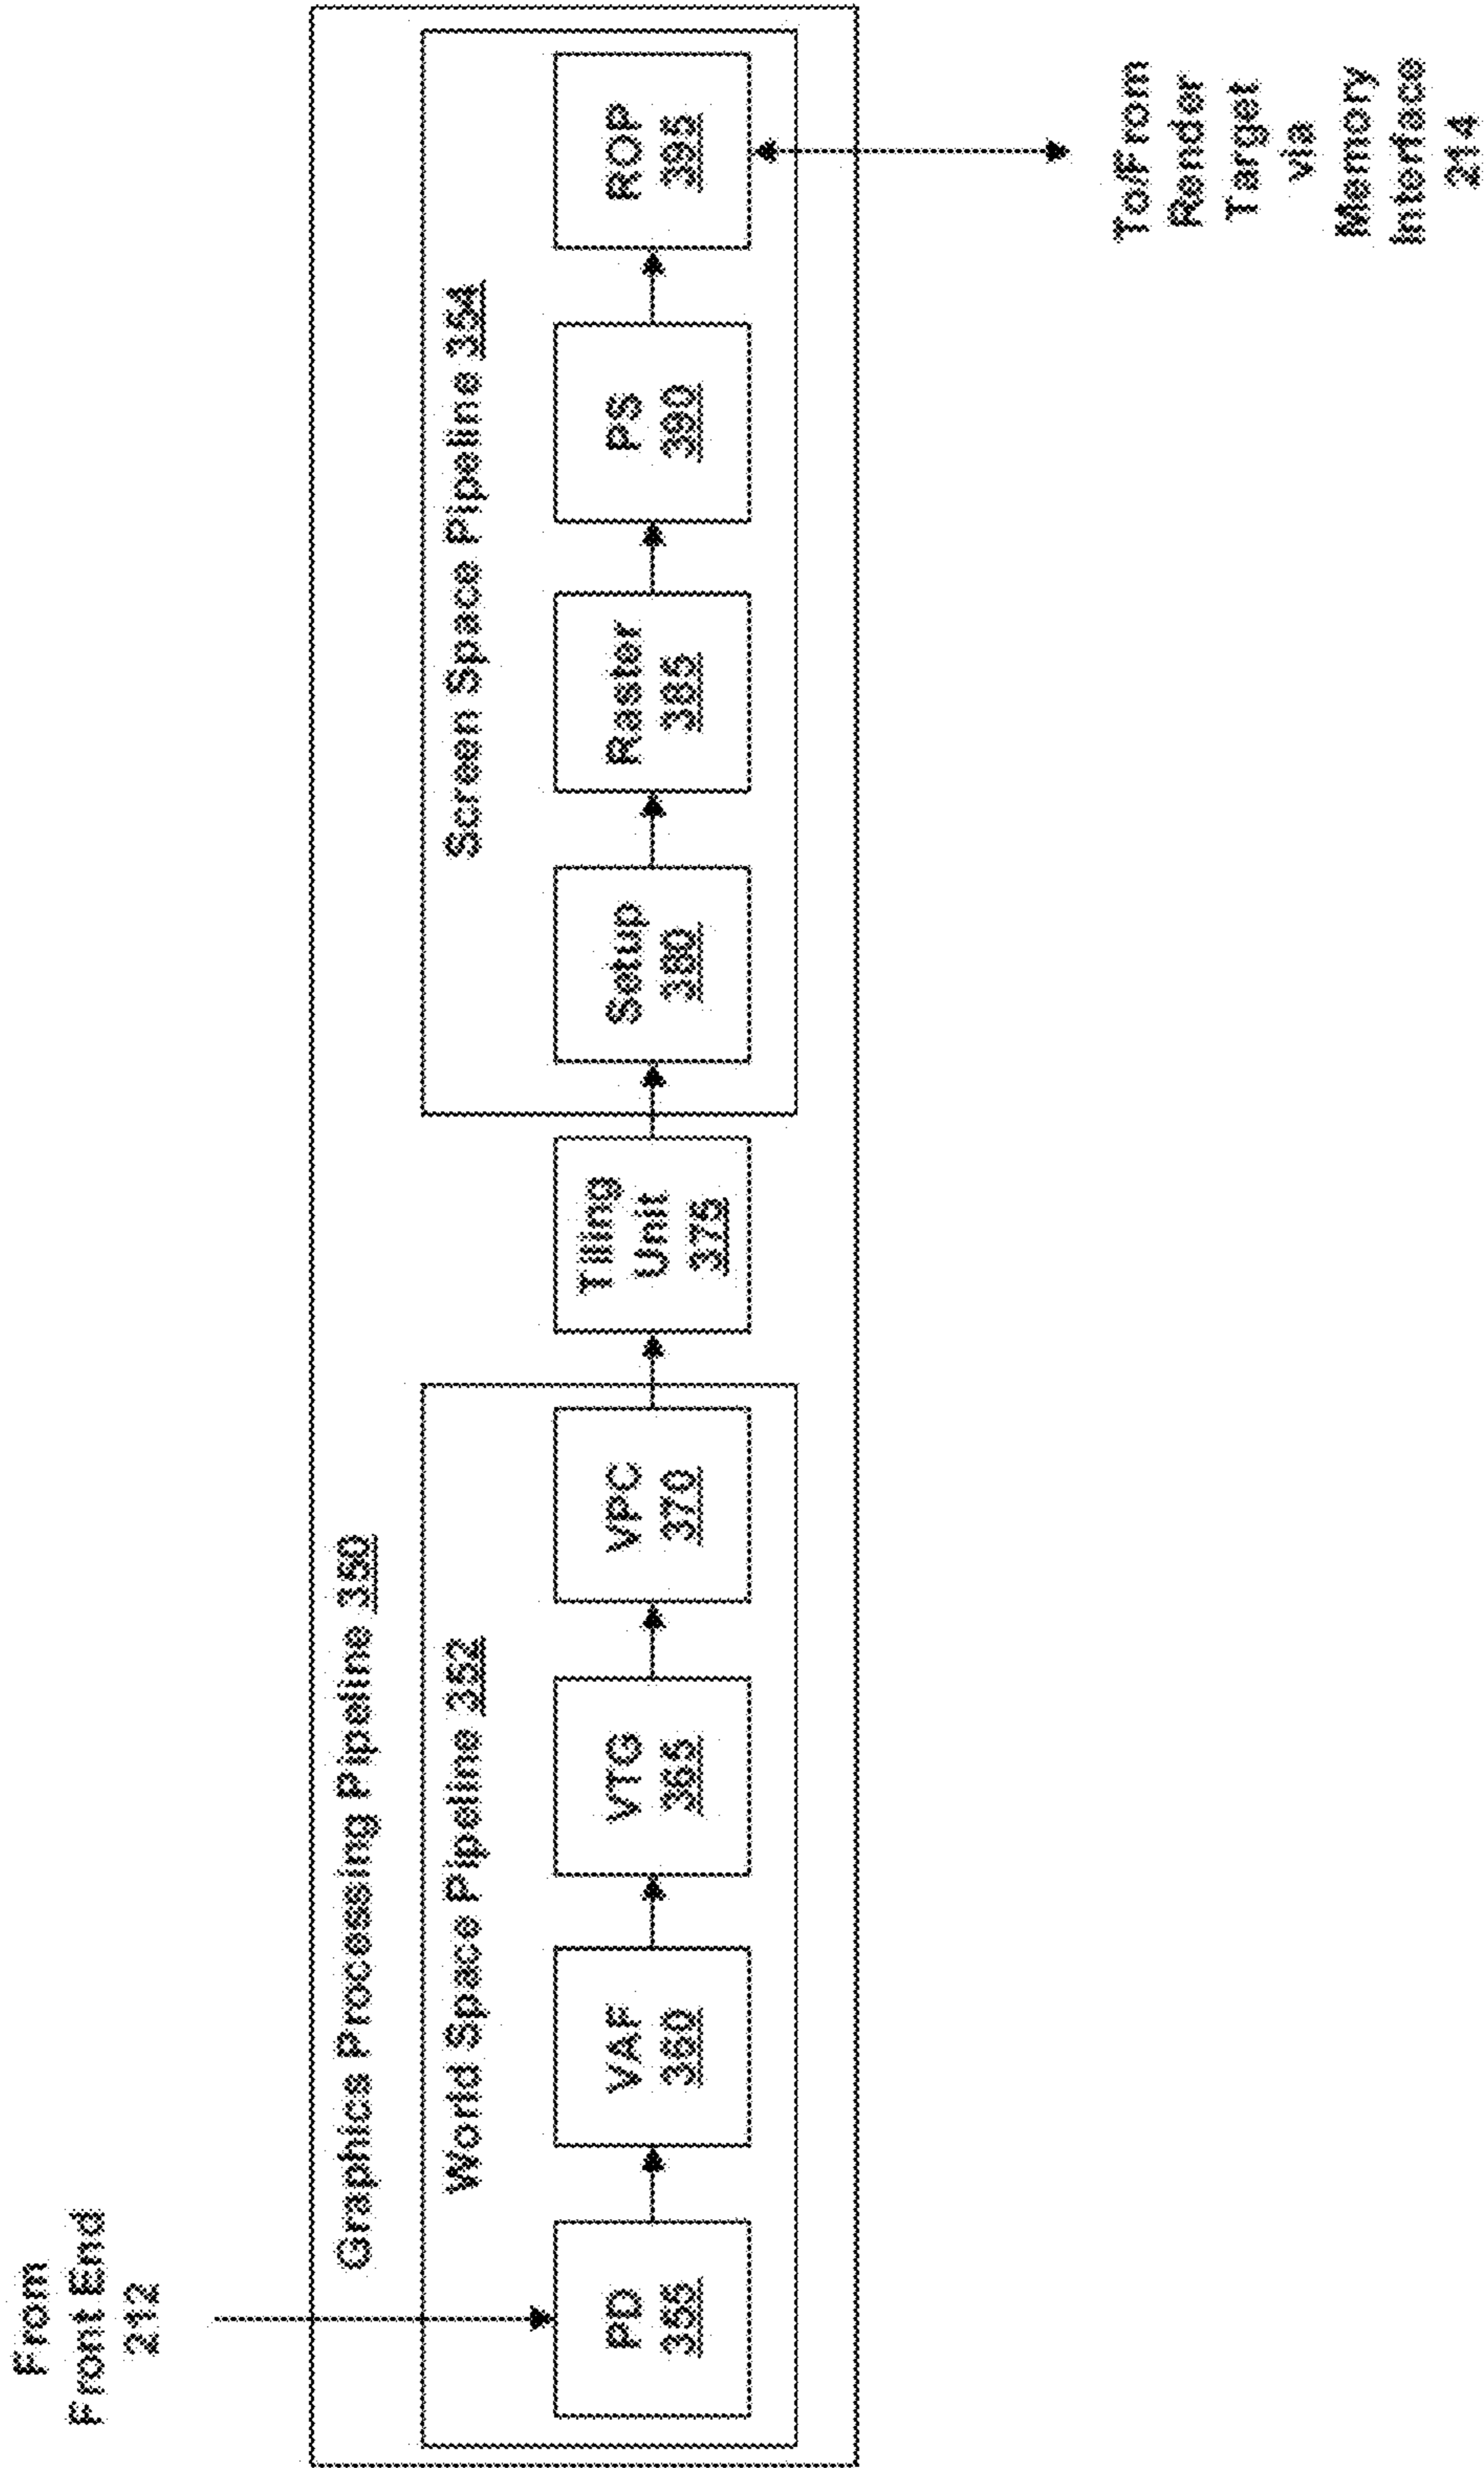 From
Front End
212
Graphics Processing Pipeline 350
World Space Pipeline 352
PD
355
VAF
360
VTG
365
VPC
370
Tiling
Unit
375
Screen Space Pipeline 354
Setup
380
Raster
385
PS
390
ROP
395
To/From
Render
Target
via
Memory
Interface
214